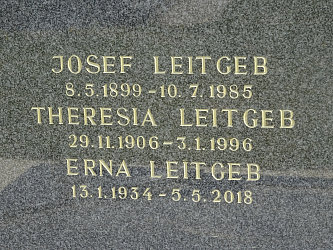 JOSEF LEITGEB
8.5.1899-10.7.1985
THERESIA LEITGEB
29.11.1906-3.1.1996
ERNA LEITGEB
13.1.1934-5.5.2018